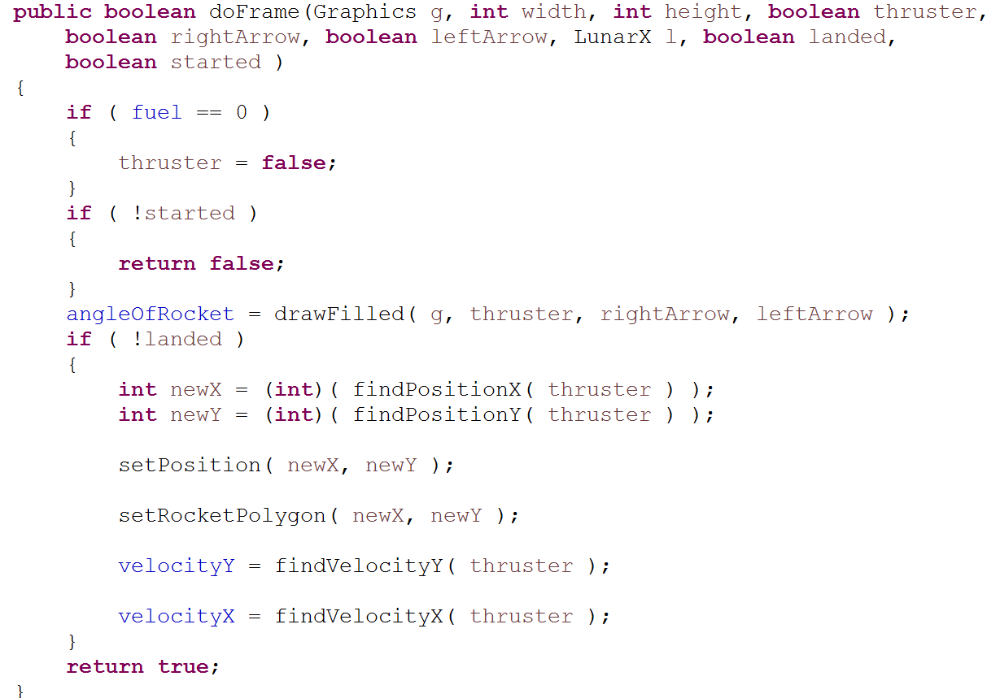 public boolean doFrame(Graphics g, int width, int height, boolean thruster,
    boolean rightArrow, boolean leftArrow, LunarX l, boolean landed,
    boolean started )
{
    if ( fuel == 0 )
    {
        thruster = false;
    }
    if ( !started )
    {
        return false;
    }
    angleOfRocket = drawFilled( g, thruster, rightArrow, leftArrow );
    if ( !landed )
    {
        int newX = (int)( findPositionX( thruster ) );
        int newY = (int)( findPositionY( thruster ) );

        setPosition( newX, newY );

        setRocketPolygon( newX, newY );

        velocityY = findVelocityY( thruster );

        velocityX = findVelocityX( thruster );
    }
    return true;
}